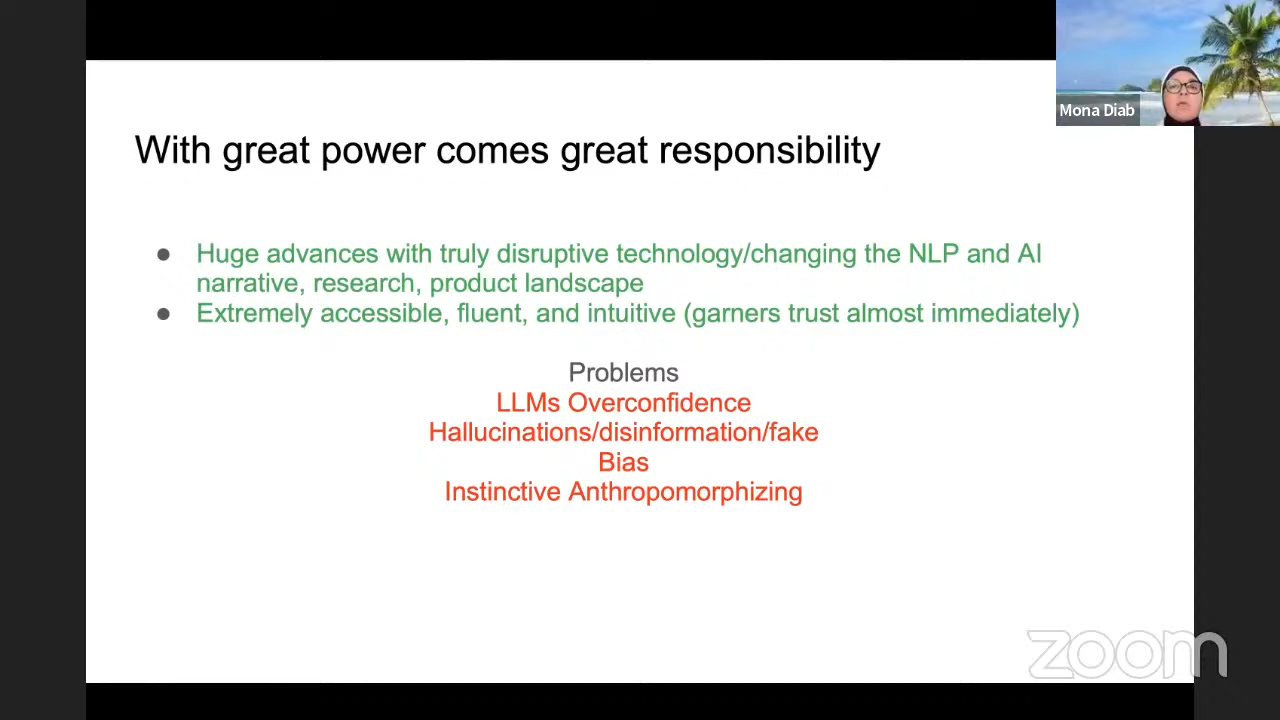 Mona Diab
With great power comes great responsibility
● Huge advances with truly disruptive technology/changing the NLP and AI
narrative, research, product landscape
● Extremely accessible, fluent, and intuitive (garners trust almost immediately)
Problems
LLMs Overconfidence
Hallucinations/disinformation/fake
Bias
Instinctive Anthropomorphizing
zoom